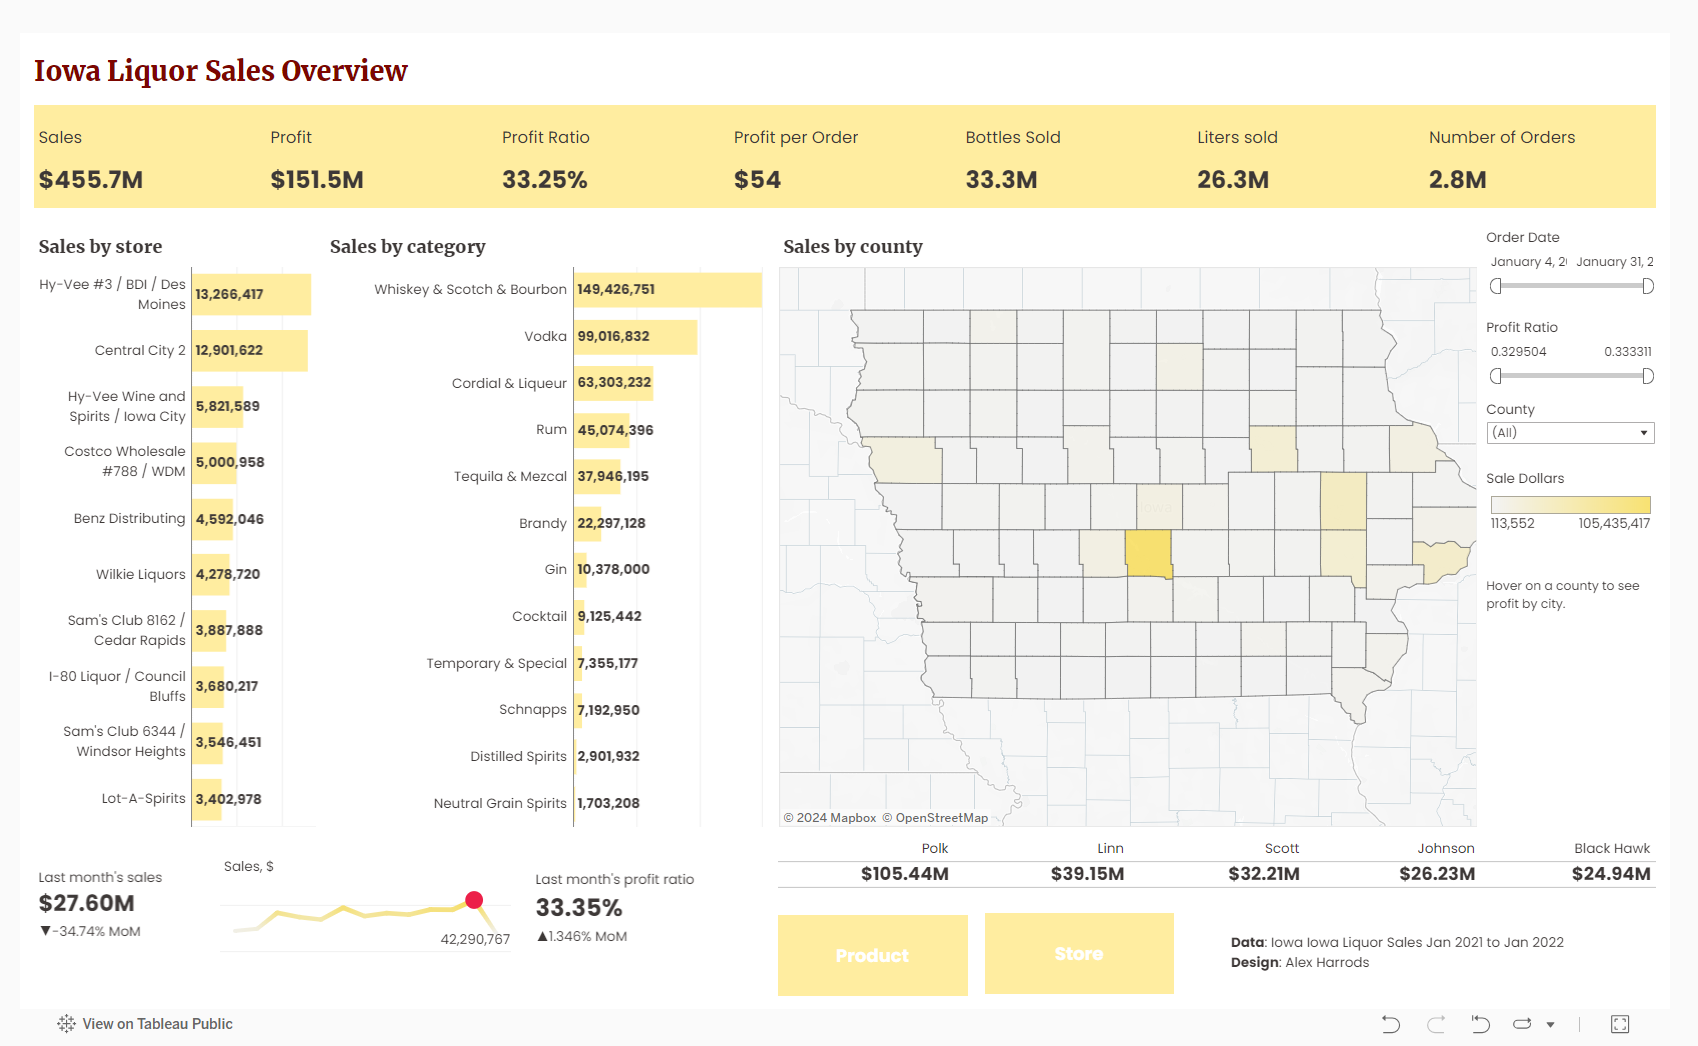 Iowa Liquor Sales Overview
Sales
Profit
Profit Ratio
Profit per Order
Bottles Sold
Liters sold
Number of Orders
$455.7M
$151.5M
33.25%
$54
33.3M
26.3M
2.8M
Sales by store
Hy-Vee #3 / BDI / Des
Moines
13,266,417
Central City 2
12,901,622
Hy-Vee Wine and
Spirits / Iowa City
5,821,589
Costco Wholesale
#788 / WDM
5,000,958
Benz Distributing
4,592,046
Wilkie Liquors
4,278,720
Sam's Club 8162 /
Cedar Rapids
3,887,888
I-80 Liquor / Council
Bluffs
3,680,217
Sam's Club 6344 /
Windsor Heights
3,546,451
Lot-A-Spirits
3,402,978
Sales by category
Whiskey & Scotch & Bourbon
149,426,751
Vodka
99,016,832
Cordial & Liqueur
63,303,232
Rum
45,074,396
Tequila & Mezcal
37,946,195
Brandy
22,297,128
Gin
10,378,000
Cocktail
9,125,442
Temporary & Special
7,355,177
Schnapps
7,192,950
Distilled Spirits
2,901,932
Neutral Grain Spirits
1,703,208
Sales by county
Iowa
© 2024 Mapbox © OpenStreetMap
Order Date
January 4, 2
January 31, 2
Profit Ratio
0.329504
0.333311
County
(All)
Sale Dollars
113,552
105,435,417
Hover on a county to see
profit by city.
Polk
Linn
Scott
Johnson
Black Hawk
$105.44M
$39.15M
$32.21M
$26.23M
$24.94M
Last month's sales
$27.60M
▼-34.74% MoM
Sales, $
42,290,767
Last month's profit ratio
33.35%
▲1.346% MoM
Product
Store
Data: Iowa Iowa Liquor Sales Jan 2021 to Jan 2022
Design: Alex Harrods
View on Tableau Public